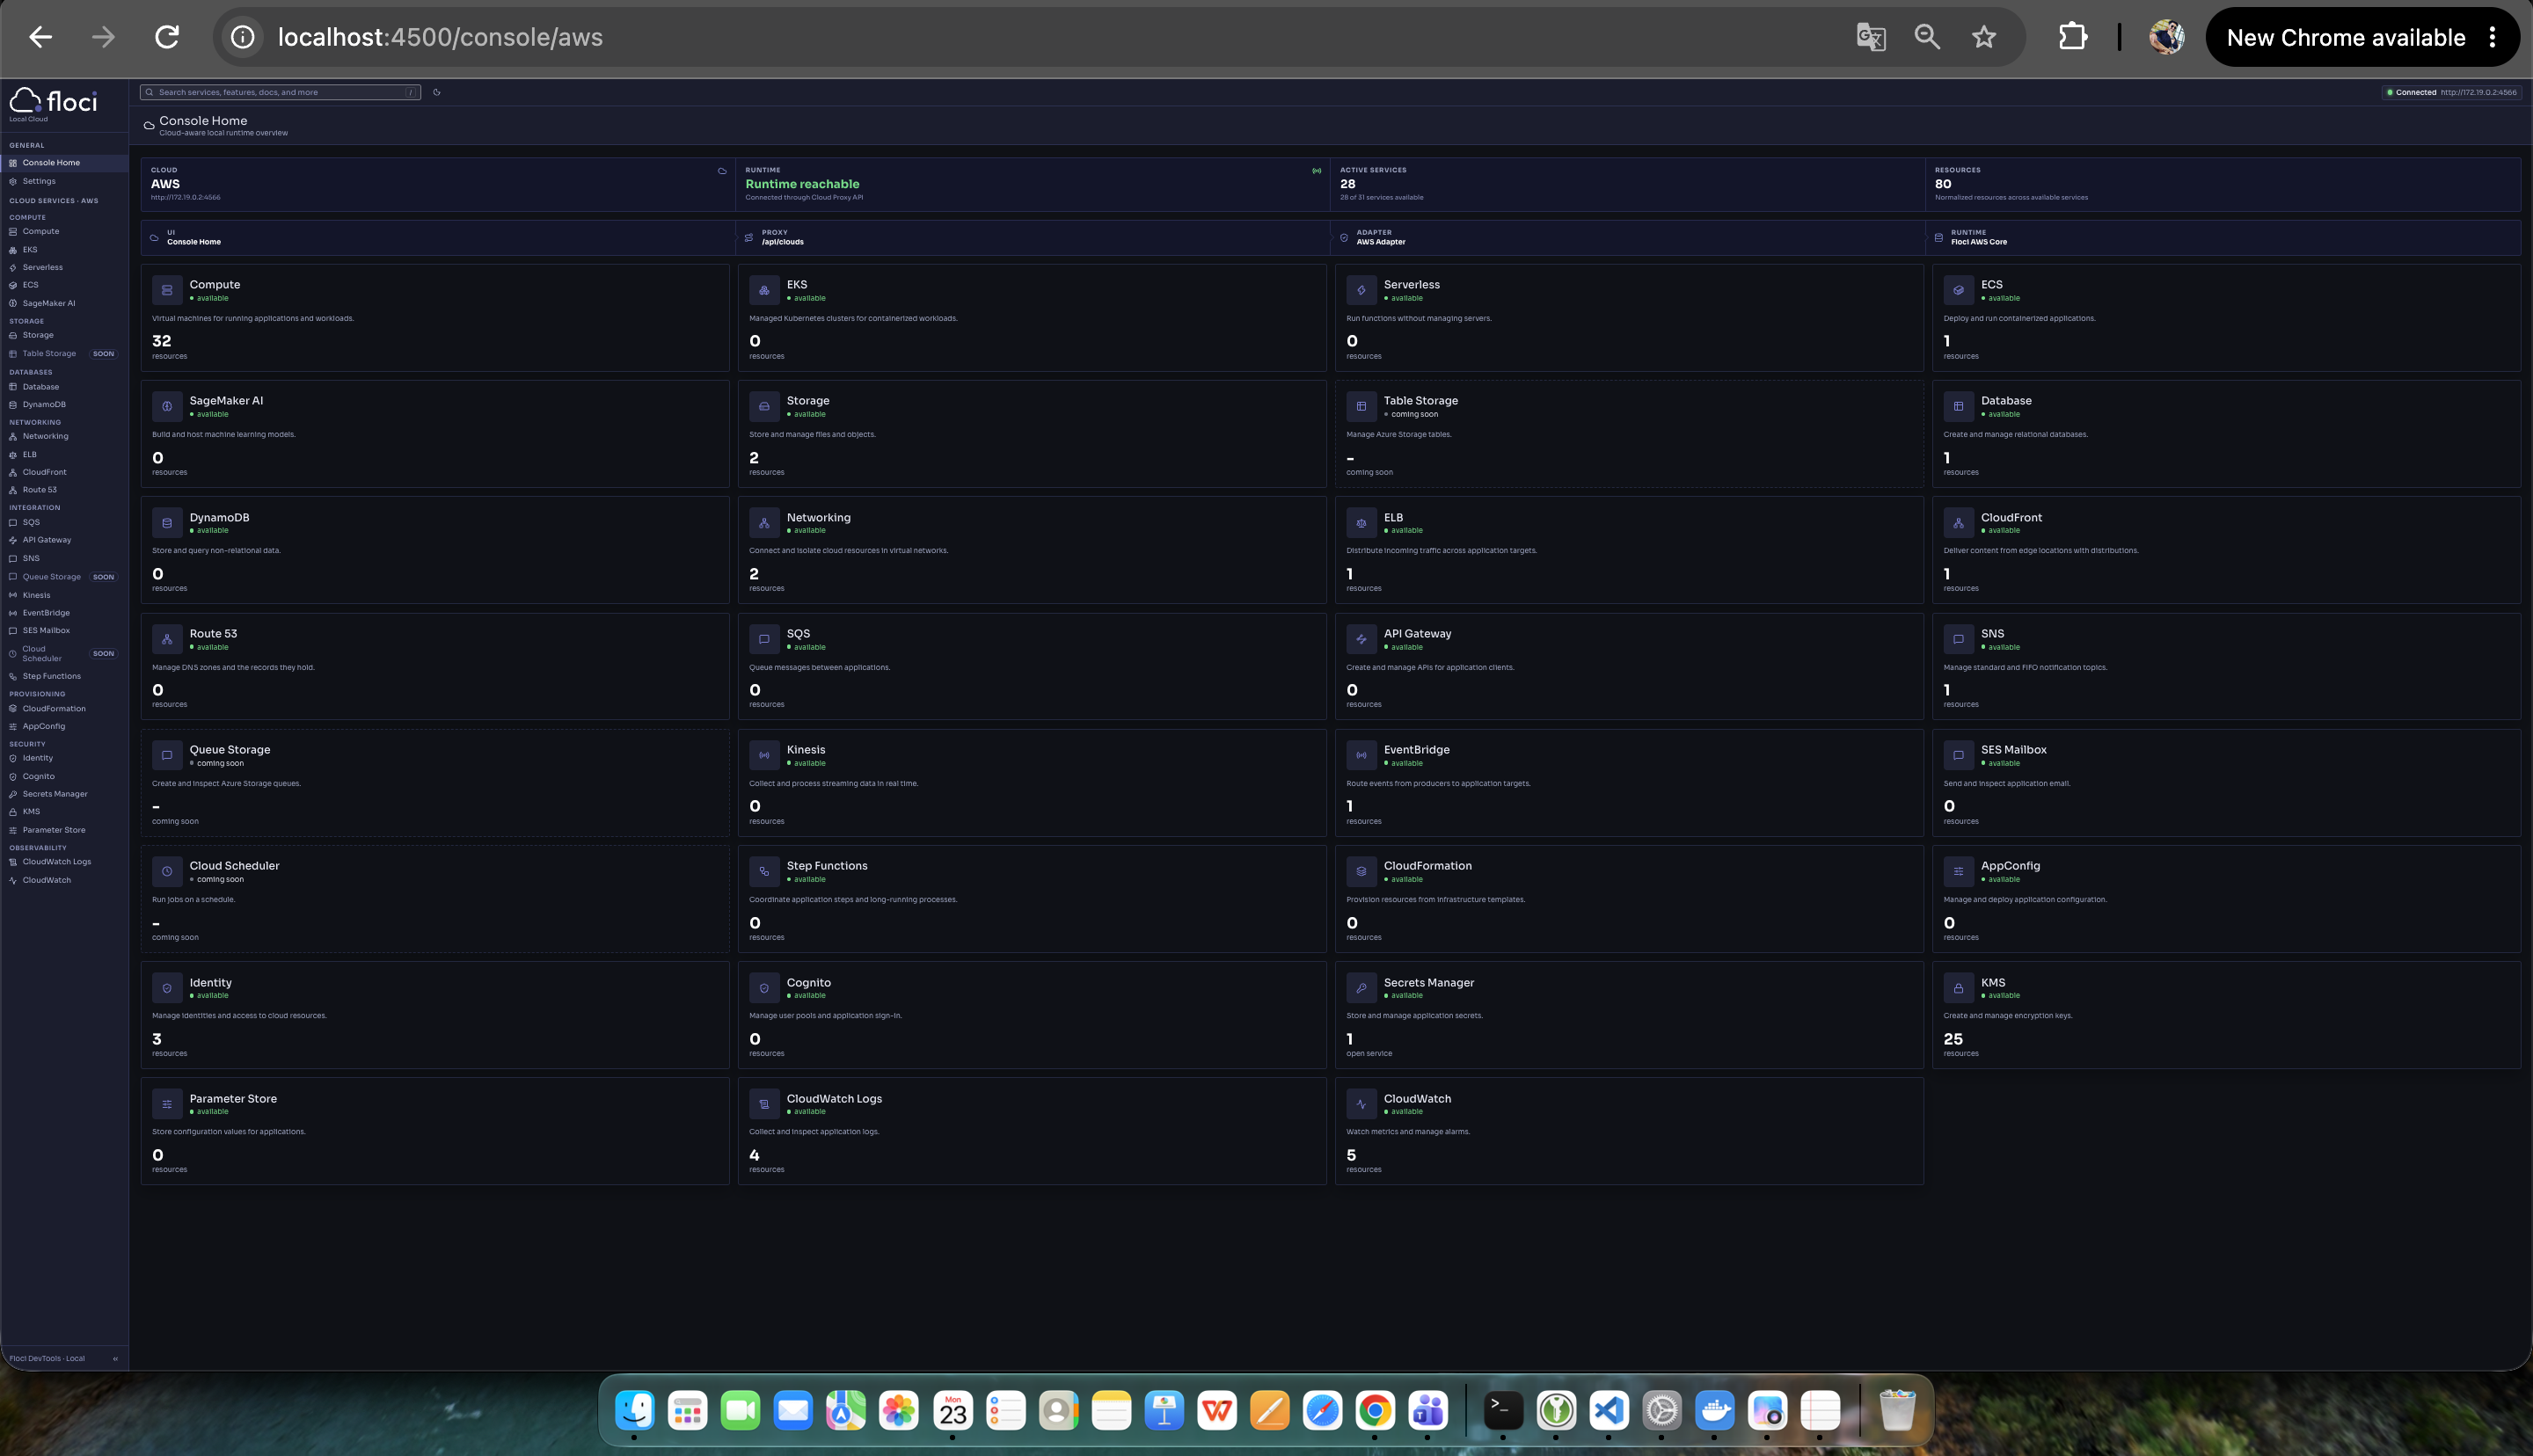 localhost:4500/console/aws
New Chrome available
floci
Local Cloud
Search services, features, docs, and more
/
Connected http://172.19.0.2:4566
Console Home
Cloud-aware local runtime overview
GENERAL
Console Home
Settings
CLOUD SERVICES · AWS
COMPUTE
Compute
EKS
Serverless
ECS
SageMaker AI
STORAGE
Storage
Table Storage SOON
DATABASES
Database
DynamoDB
NETWORKING
Networking
ELB
CloudFront
Route 53
INTEGRATION
SQS
API Gateway
SNS
Queue Storage SOON
Kinesis
EventBridge
SES Mailbox
Cloud
Scheduler SOON
Step Functions
PROVISIONING
CloudFormation
AppConfig
SECURITY
Identity
Cognito
Secrets Manager
KMS
Parameter Store
OBSERVABILITY
CloudWatch Logs
CloudWatch
Floci DevTools · Local «
CLOUD
AWS
http://172.19.0.2:4566
RUNTIME
Runtime reachable
Connected through Cloud Proxy API
ACTIVE SERVICES
28
28 of 31 services available
RESOURCES
80
Normalized resources across available services
UI
Console Home
PROXY
/api/clouds
ADAPTER
AWS Adapter
RUNTIME
Floci AWS Core
Compute
available
Virtual machines for running applications and workloads.
32
resources
EKS
available
Managed Kubernetes clusters for containerized workloads.
0
resources
Serverless
available
Run functions without managing servers.
0
resources
ECS
available
Deploy and run containerized applications.
1
resources
SageMaker AI
available
Build and host machine learning models.
0
resources
Storage
available
Store and manage files and objects.
2
resources
Table Storage
coming soon
Manage Azure Storage tables.
-
coming soon
Database
available
Create and manage relational databases.
1
resources
DynamoDB
available
Store and query non-relational data.
0
resources
Networking
available
Connect and isolate cloud resources in virtual networks.
2
resources
ELB
available
Distribute incoming traffic across application targets.
1
resources
CloudFront
available
Deliver content from edge locations with distributions.
1
resources
Route 53
available
Manage DNS zones and the records they hold.
0
resources
SQS
available
Queue messages between applications.
0
resources
API Gateway
available
Create and manage APIs for application clients.
0
resources
SNS
available
Manage standard and FIFO notification topics.
1
resources
Queue Storage
coming soon
Create and inspect Azure Storage queues.
-
coming soon
Kinesis
available
Collect and process streaming data in real time.
0
resources
EventBridge
available
Route events from producers to application targets.
1
resources
SES Mailbox
available
Send and inspect application email.
0
resources
Cloud Scheduler
coming soon
Run jobs on a schedule.
-
coming soon
Step Functions
available
Coordinate application steps and long-running processes.
0
resources
CloudFormation
available
Provision resources from infrastructure templates.
0
resources
AppConfig
available
Manage and deploy application configuration.
0
resources
Identity
available
Manage identities and access to cloud resources.
3
resources
Cognito
available
Manage user pools and application sign-in.
0
resources
Secrets Manager
available
Store and manage application secrets.
1
open service
KMS
available
Create and manage encryption keys.
25
resources
Parameter Store
available
Store configuration values for applications.
0
resources
CloudWatch Logs
available
Collect and inspect application logs.
4
resources
CloudWatch
available
Watch metrics and manage alarms.
5
resources
Mon
23